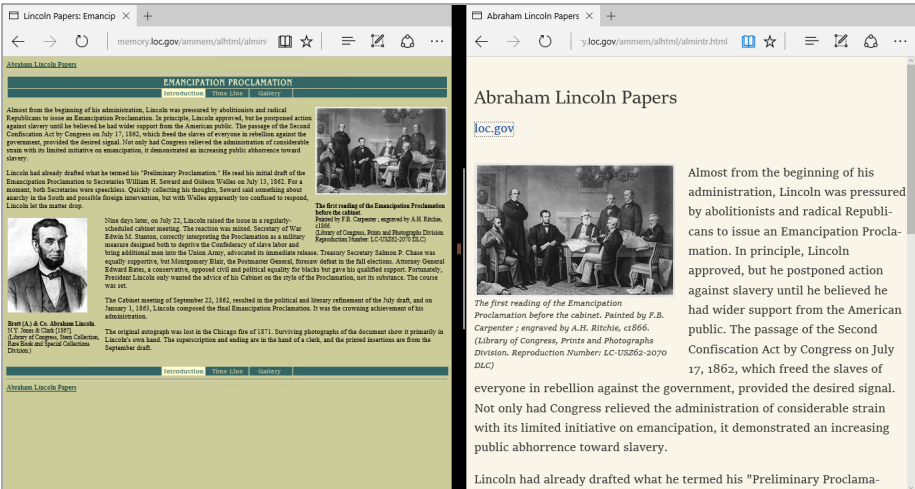 Lincoln Papers: Emancip
memory.loc.gov/ammem/alhtml/almin
Abraham Lincoln Papers
EMANCIPATION PROCLAMATION
Introduction Time Line Gallery
Almost from the beginning of his administration, Lincoln was pressured by abolitionists and radical
Republicans to issue an Emancipation Proclamation. In principle, Lincoln approved, but he postponed action
against slavery until he believed he had wider support from the American public. The passage of the Second
Confiscation Act by Congress on July 17, 1862, which freed the slaves of everyone in rebellion against the
government, provided the desired signal. Not only had Congress relieved the administration of considerable
strain with its limited initiative on emancipation, it demonstrated an increasing public abhorrence toward
slavery.
Lincoln had already drafted what he termed his "Preliminary Proclamation." He read his initial draft of the
Emancipation Proclamation to Secretaries William H. Seward and Gideon Welles on July 13, 1862. For a
moment, both Secretaries were speechless. Quickly collecting his thoughts, Seward said something about
anarchy in the South and possible foreign intervention, but with Welles apparently too confused to respond,
Lincoln let the matter drop.
The first reading of the Emancipation Proclamation
before the cabinet.
Painted by F.B. Carpenter ; engraved by A.H. Ritchie,
c1866.
(Library of Congress, Prints and Photographs Division.
Reproduction Number: LC-USZ62-2070 DLC)
Nine days later, on July 22, Lincoln raised the issue in a regularly-
scheduled cabinet meeting. The reaction was mixed. Secretary of War
Edwin M. Stanton, correctly interpreting the Proclamation as a military
measure designed both to deprive the Confederacy of slave labor and
bring additional men into the Union Army, advocated its immediate release. Treasury Secretary Salmon P. Chase was
equally supportive, but Montgomery Blair, the Postmaster General, foresaw defeat in the fall elections. Attorney General
Edward Bates, a conservative, opposed civil and political equality for blacks but gave his qualified support. Fortunately,
President Lincoln only wanted the advice of his Cabinet on the style of the Proclamation, not its substance. The course
was set.
The Cabinet meeting of September 22, 1862, resulted in the political and literary refinement of the July draft, and on
January 1, 1863, Lincoln composed the final Emancipation Proclamation. It was the crowning achievement of his
administration.
The original autograph was lost in the Chicago fire of 1871. Surviving photographs of the document show it primarily in
Lincoln's own hand. The superscription and ending are in the hand of a clerk, and the printed insertions are from the
September draft.
Brett (A.) & Co. Abraham Lincoln.
N.Y. Jones & Clark [186?].
(Library of Congress, Stern Collection,
Rare Book and Special Collections
Division.)
Introduction Time Line Gallery
Abraham Lincoln Papers
Abraham Lincoln Papers
y.loc.gov/ammem/alhtml/almintr.html
Abraham Lincoln Papers
loc.gov
The first reading of the Emancipation
Proclamation before the cabinet. Painted by F.B.
Carpenter ; engraved by A.H. Ritchie, c1866.
(Library of Congress, Prints and Photographs
Division. Reproduction Number: LC-USZ62-2070
DLC)
Almost from the beginning of his
administration, Lincoln was pressured
by abolitionists and radical Republi-
cans to issue an Emancipation Procla-
mation. In principle, Lincoln
approved, but he postponed action
against slavery until he believed he
had wider support from the American
public. The passage of the Second
Confiscation Act by Congress on July
17, 1862, which freed the slaves of
everyone in rebellion against the government, provided the desired signal.
Not only had Congress relieved the administration of considerable strain
with its limited initiative on emancipation, it demonstrated an increasing
public abhorrence toward slavery.
Lincoln had already drafted what he termed his "Preliminary Proclama-